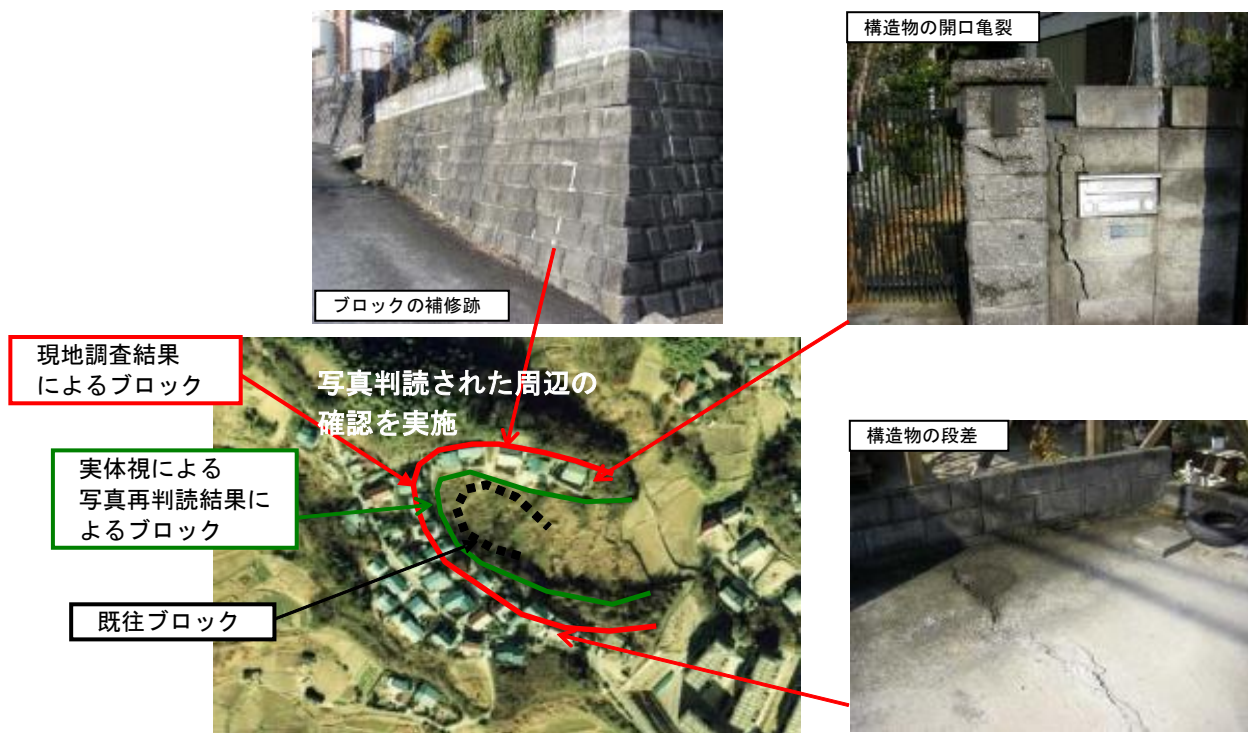 構造物の開口亀裂
ブロックの補修跡
現地調査結果
によるブロック
写真判読された周辺の
確認を実施
実体視による
写真再判読結果に
よるブロック
既往ブロック
構造物の段差